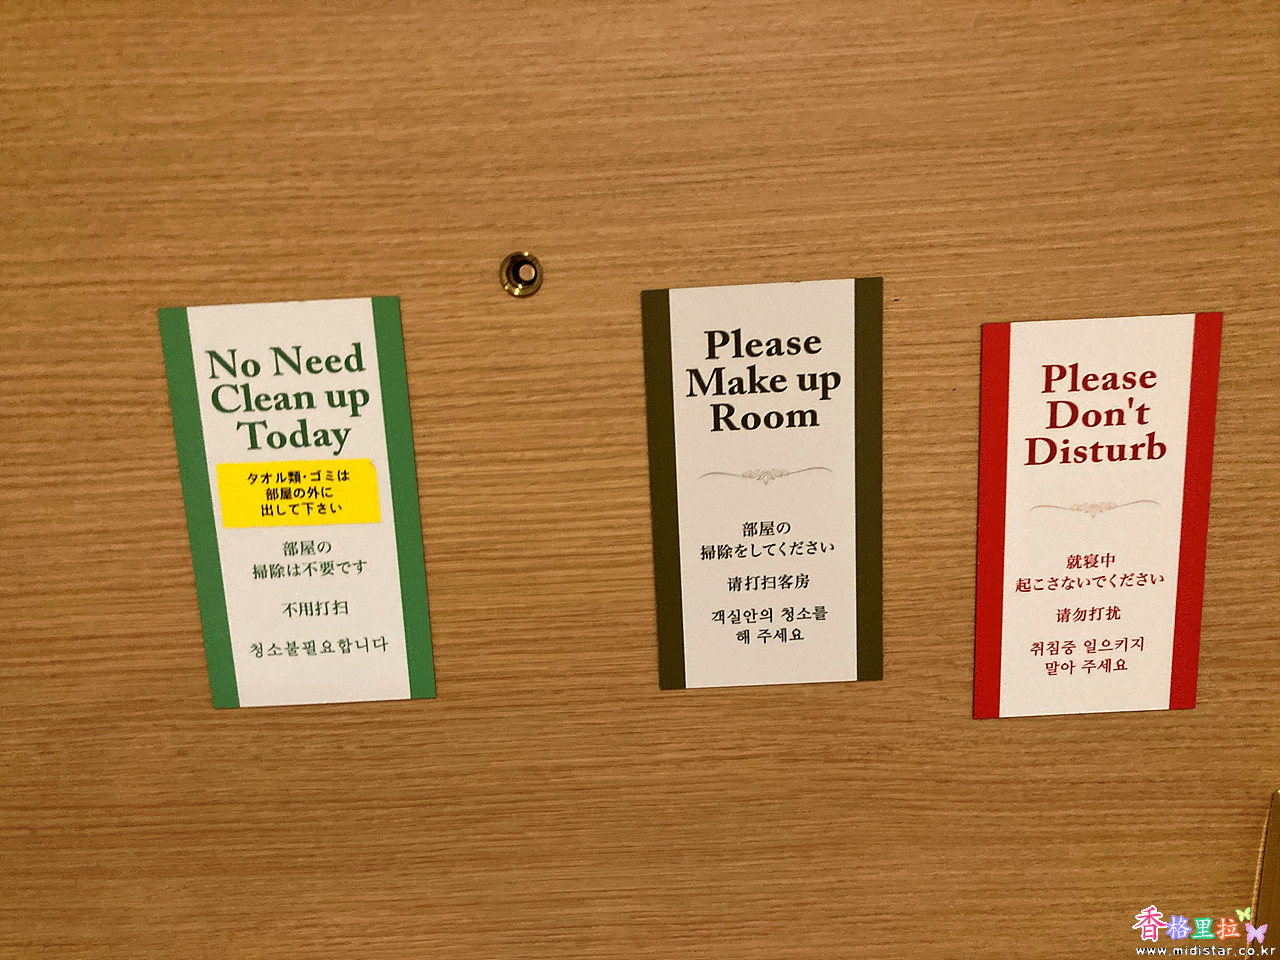 No Need
Clean up
Today
タオル類・ゴミは
部屋の外に
出して下さい
部屋の
掃除は不要です
不用打扫
청소불필요합니다
Please
Make up
Room
部屋の
掃除をしてください
请打扫客房
객실안의 청소를
해 주세요
Please
Don't
Disturb
就寝中
起こさないでください
请勿打扰
취침중 일으키지
말아 주세요
香格里拉
www.midistar.co.kr